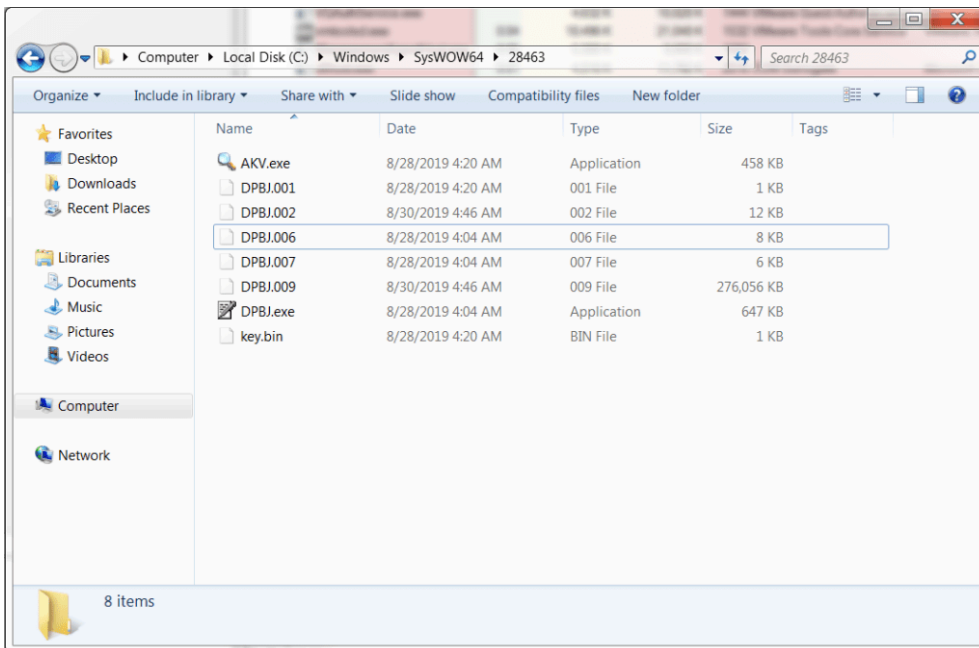 Computer Local Disk (C:) Windows SysWOW64 28463 Search 28463
Organize Include in library Share with Slide show Compatibility files New folder
Name Date Type Size Tags
Favorites
Desktop
Downloads
Recent Places
Libraries
Documents
Music
Pictures
Videos
Computer
Network
AKV.exe 8/28/2019 4:20 AM Application 458 KB
DPBJ.001 8/28/2019 4:20 AM 001 File 1 KB
DPBJ.002 8/30/2019 4:46 AM 002 File 12 KB
DPBJ.006 8/28/2019 4:04 AM 006 File 8 KB
DPBJ.007 8/28/2019 4:04 AM 007 File 6 KB
DPBJ.009 8/30/2019 4:46 AM 009 File 276,056 KB
DPBJ.exe 8/28/2019 4:04 AM Application 647 KB
key.bin 8/28/2019 4:20 AM BIN File 1 KB
8 items